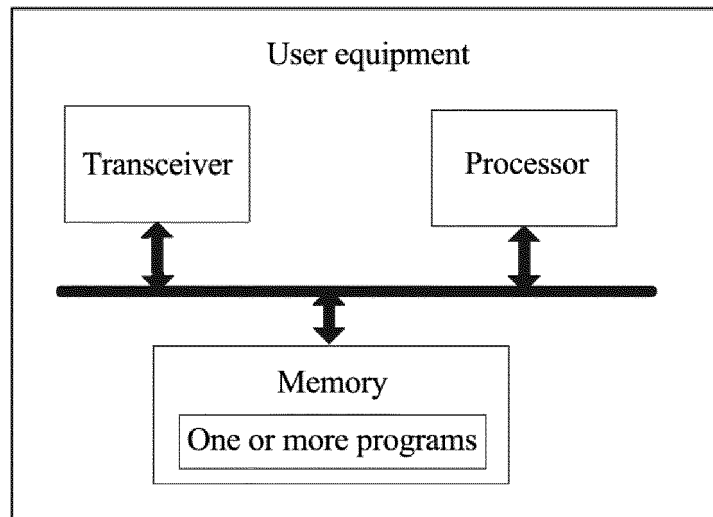 User equipment
Transceiver
Processor
Memory
One or more programs